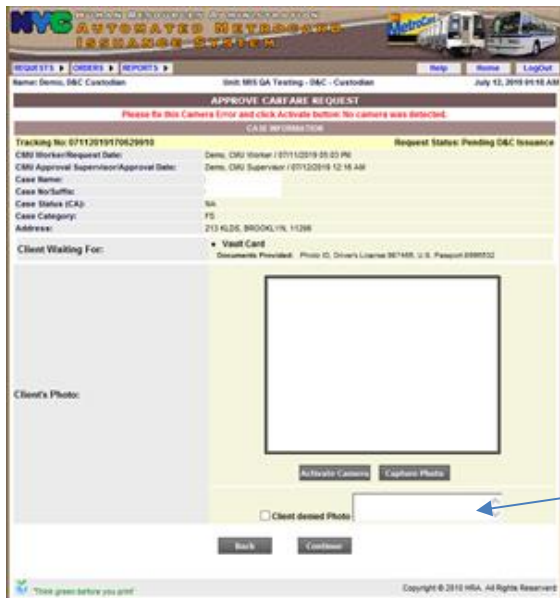 NYC HUMAN RESOURCES ADMINISTRATION
AUTOMATED METROCARD
ISSUANCE SYSTEM
MetroCard
REQUESTS ORDERS REPORTS Help Home LogOut
Name: Demo, D&C Custodian Unit: MIS QA Testing - D&C - Custodian July 12, 2019 01:18 AM
APPROVE CARFARE REQUEST
Please fix this Camera Error and click Activate button: No camera was detected.
CASE INFORMATION
Tracking No: 07112019170629910 Request Status: Pending D&C Issuance
CMU Worker/Request Date: Demo, CMU Worker / 07/11/2019 05:03 PM
CMU Approval Supervisor/Approval Date: Demo, CMU Supervisor / 07/12/2019 12:16 AM
Case Name:
Case No/Suffix:
Case Status (CA): NA
Case Category: FS
Address: 213 KLDS, BROOKLYN,
Client Waiting For: • Vault Card
Documents Provided: Photo ID, Driver's License 987465, U.S. Passport
Client's Photo:
Activate Camera Capture Photo
Client denied Photo
Back Continue
"Think green before you print" Copyright © 2010 HRA. All Rights Reserved